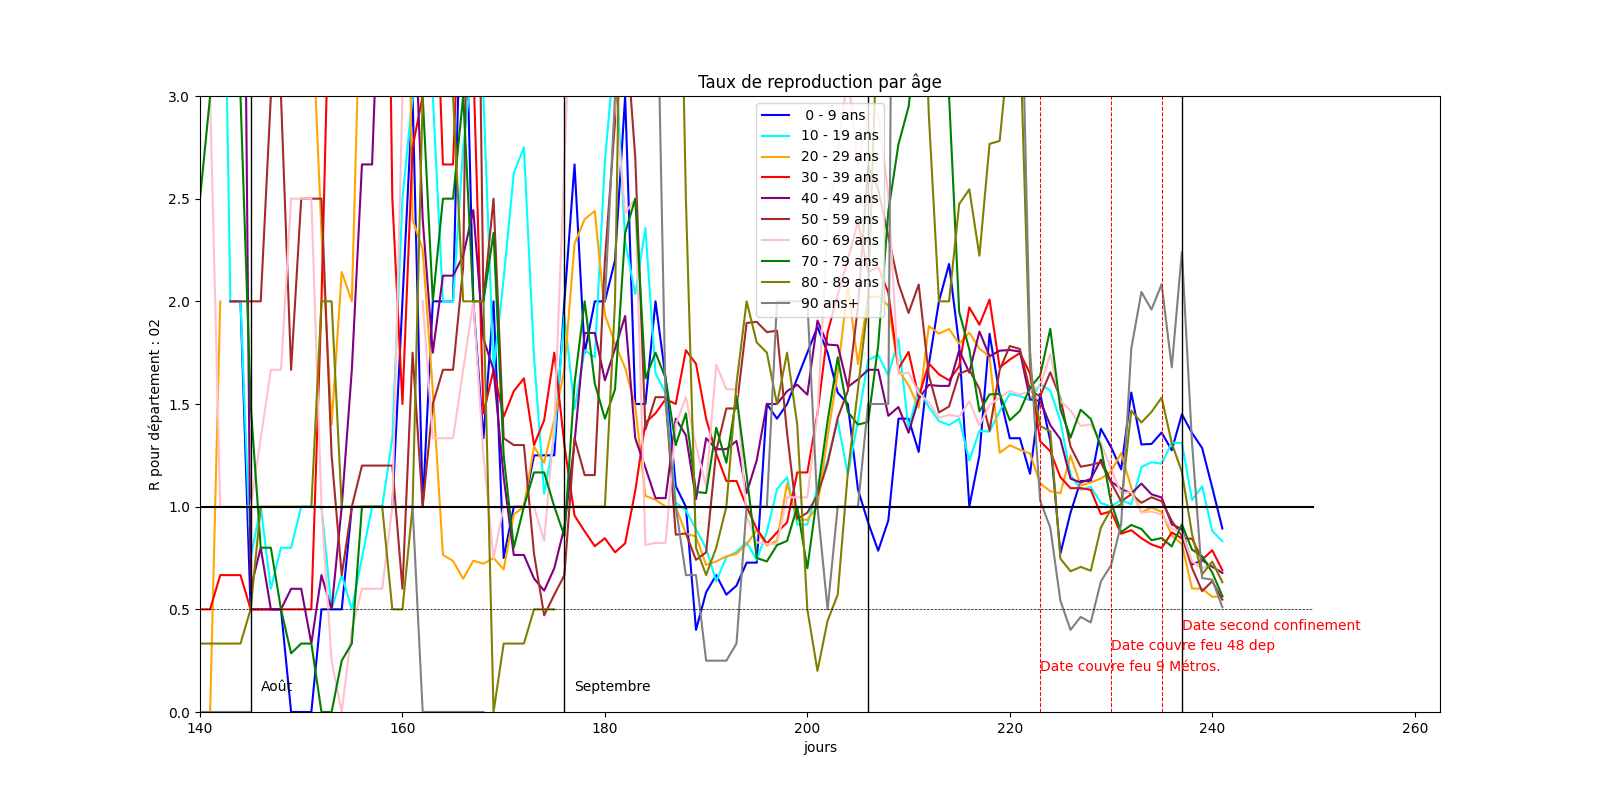 Taux de reproduction par âge
R pour département : 02
3.0
2.5
2.0
1.5
1.0
0.5
0.0
0 - 9 ans
10 - 19 ans
20 - 29 ans
30 - 39 ans
40 - 49 ans
50 - 59 ans
60 - 69 ans
70 - 79 ans
80 - 89 ans
90 ans+
Date second confinement
Date couvre feu 48 dep
Date couvre feu 9 Métros.
Août
Septembre
140
160
180
200
220
240
260
jours